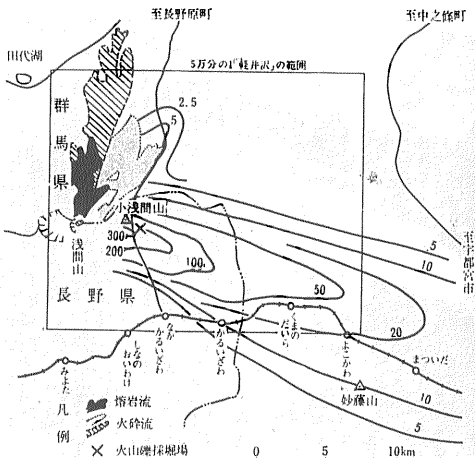 至長野原町
至中之條町
田代湖
5万分の1「軽井沢」の範囲
群馬県
2.5
5
小浅間山
浅間山
300
200
100
50
20
5
10
至宇都宮市
長野県
なかかるいざわ
かるいざわ
くまのだいら
よこかわ
まついだ
しなのおいわけ
みよた
妙藤山
10
5
凡例
熔岩流
火砕流
火山礫採掘場
0 5 10km